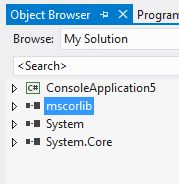 Object Browser Program
Browse: My Solution
<Search>
C# ConsoleApplication5
mscorlib
System
System.Core